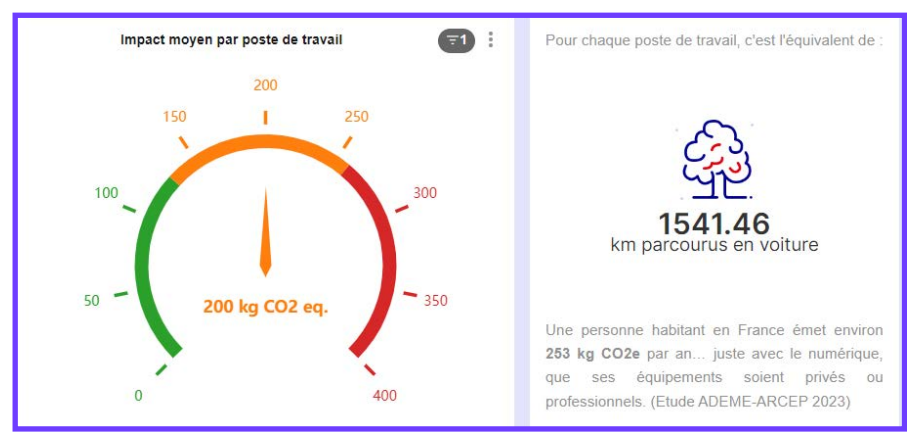 Impact moyen par poste de travail
1
200
150
250
100
300
50
350
200 kg CO2 eq.
0
400
Pour chaque poste de travail, c'est l'équivalent de :
1541.46
km parcourus en voiture
Une personne habitant en France émet environ
253 kg CO2e par an... juste avec le numérique,
que ses équipements soient privés ou
professionnels. (Etude ADEME-ARCEP 2023)